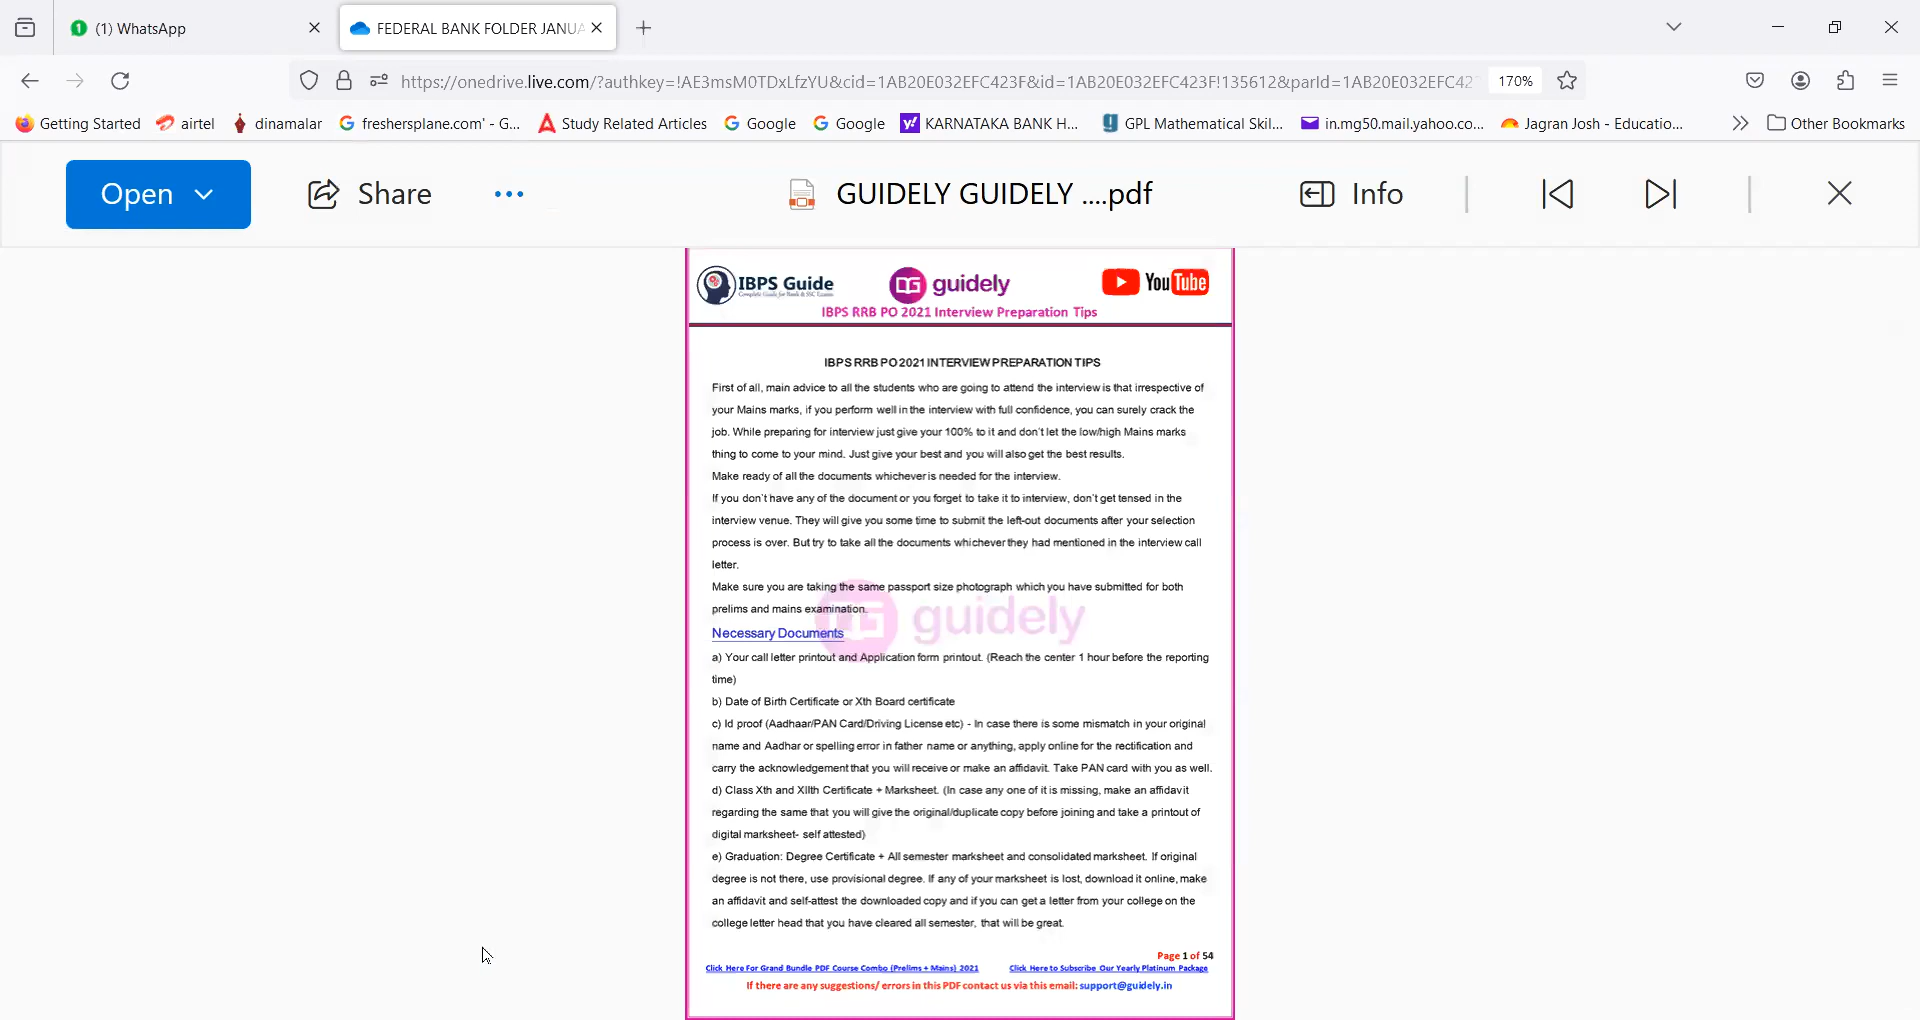 (1) WhatsApp
FEDERAL BANK FOLDER JANUA
https://onedrive.live.com/?authkey=!AE3msM0TDxLfzYU&cid=1AB20E032EFC423F&id=1AB20E032EFC423F!135612&parId=1AB20E032EFC42
170%
Getting Started airtel dinamalar freshersplane.com' - G... Study Related Articles Google Google KARNATAKA BANK H... GPL Mathematical Skil... in.mg50.mail.yahoo.co... Jagran Josh - Educatio... Other Bookmarks
Open Share ... GUIDELY GUIDELY ....pdf Info
IBPS Guide guidely YouTube
Complete Guide for Bank & SSC Exams
IBPS RRB PO 2021 Interview Preparation Tips
IBPS RRB PO 2021 INTERVIEW PREPARATION TIPS
First of all, main advice to all the students who are going to attend the interview is that irrespective of
your Mains marks, if you perform well in the interview with full confidence, you can surely crack the
job. While preparing for interview just give your 100% to it and don't let the low/high Mains marks
thing to come to your mind. Just give your best and you will also get the best results.
Make ready of all the documents whichever is needed for the interview.
If you don't have any of the document or you forget to take it to interview, don't get tensed in the
interview venue. They will give you some time to submit the left-out documents after your selection
process is over. But try to take all the documents whichever they had mentioned in the interview call
letter.
Make sure you are taking the same passport size photograph which you have submitted for both
prelims and mains examination.
guidely
Necessary Documents
a) Your call letter printout and Application form printout. (Reach the center 1 hour before the reporting
time)
b) Date of Birth Certificate or Xth Board certificate
c) Id proof (Aadhaar/PAN Card/Driving License etc) - In case there is some mismatch in your original
name and Aadhar or spelling error in father name or anything, apply online for the rectification and
carry the acknowledgement that you will receive or make an affidavit. Take PAN card with you as well.
d) Class Xth and XIIth Certificate + Marksheet. (In case any one of it is missing, make an affidavit
regarding the same that you will give the original/duplicate copy before joining and take a printout of
digital marksheet- self attested)
e) Graduation: Degree Certificate + All semester marksheet and consolidated marksheet. If original
degree is not there, use provisional degree. If any of your marksheet is lost, download it online, make
an affidavit and self-attest the downloaded copy and if you can get a letter from your college on the
college letter head that you have cleared all semester, that will be great.
Page 1 of 54
Click Here For Grand Bundle PDF Course Combo (Prelims + Mains) 2021 Click Here to Subscribe Our Yearly Platinum Package
If there are any suggestions/ errors in this PDF contact us via this email: support@guidely.in